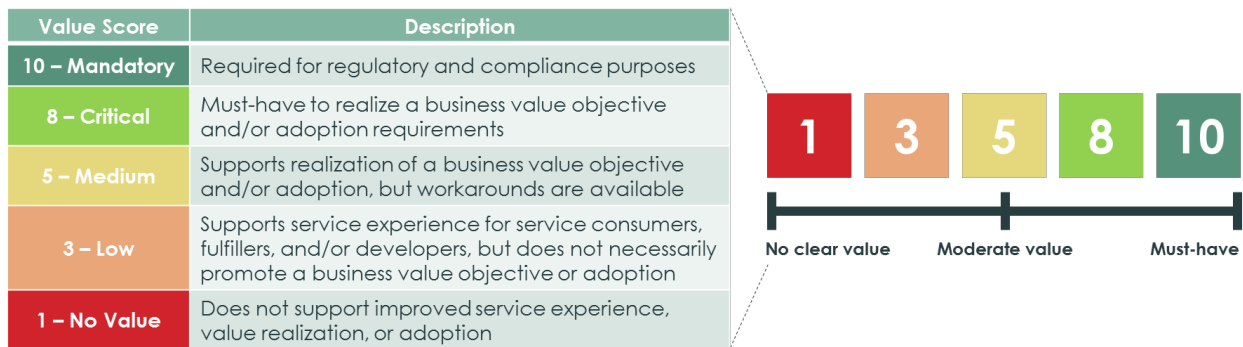 Value Score
Description
10 – Mandatory
Required for regulatory and compliance purposes
8 – Critical
Must-have to realize a business value objective
and/or adoption requirements
5 – Medium
Supports realization of a business value objective
and/or adoption, but workarounds are available
3 – Low
Supports service experience for service consumers,
fulfillers, and/or developers, but does not necessarily
promote a business value objective or adoption
1 – No Value
Does not support improved service experience,
value realization, or adoption
1
3
5
8
10
No clear value
Moderate value
Must-have